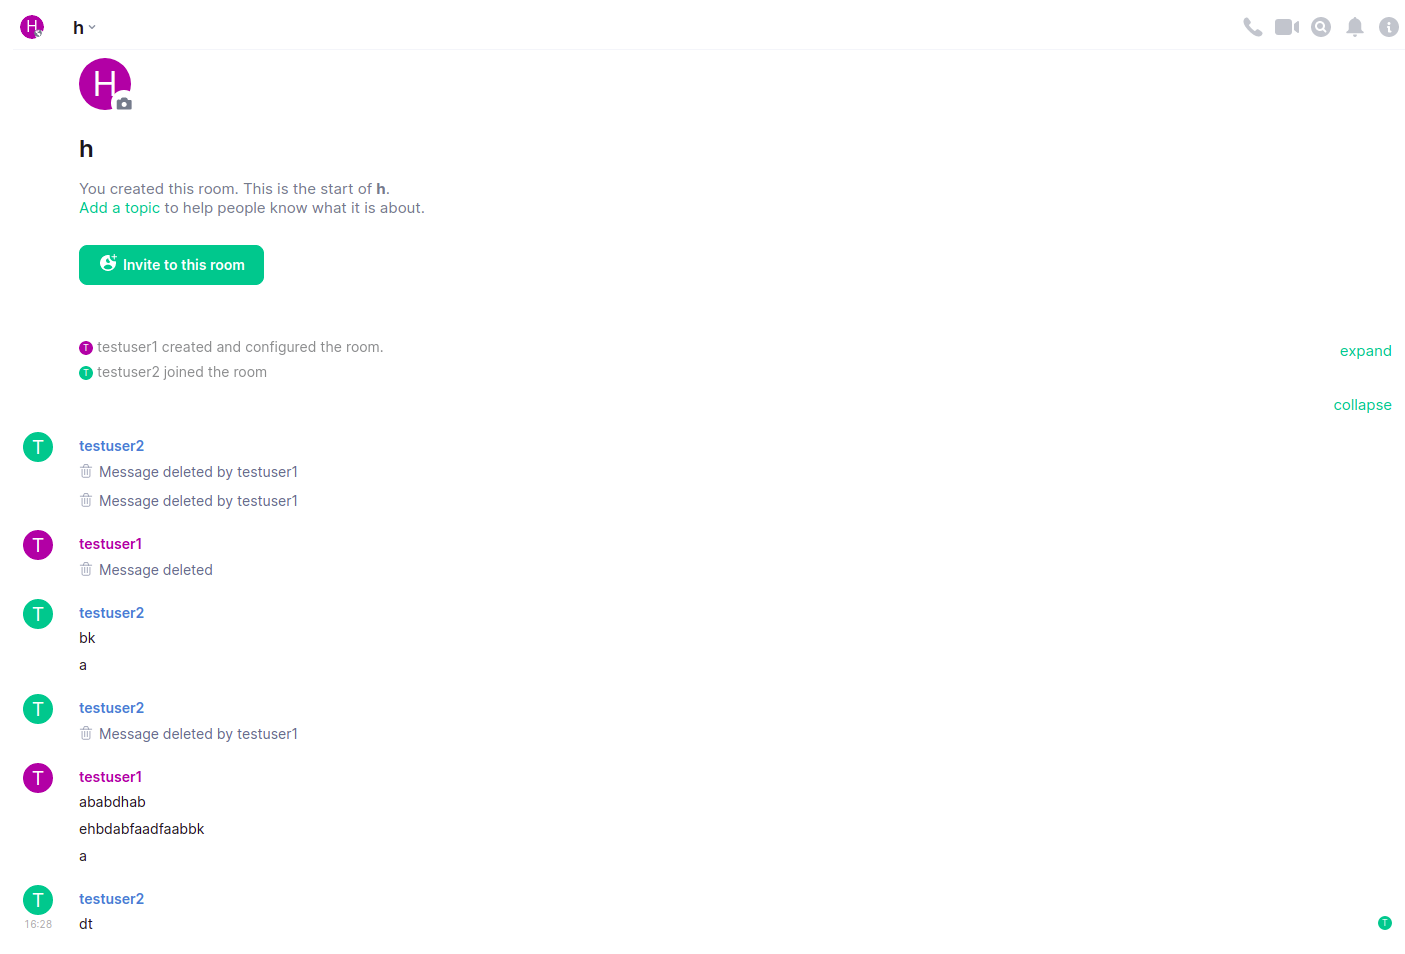 H
h
H
h
You created this room. This is the start of h.
Add a topic to help people know what it is about.
Invite to this room
T testuser1 created and configured the room.
expand
T testuser2 joined the room
collapse
T testuser2
Message deleted by testuser1
Message deleted by testuser1
T testuser1
Message deleted
T testuser2
bk
a
T testuser2
Message deleted by testuser1
T testuser1
ababdhab
ehbdabfaadfaabbk
a
T testuser2
16:28 dt T